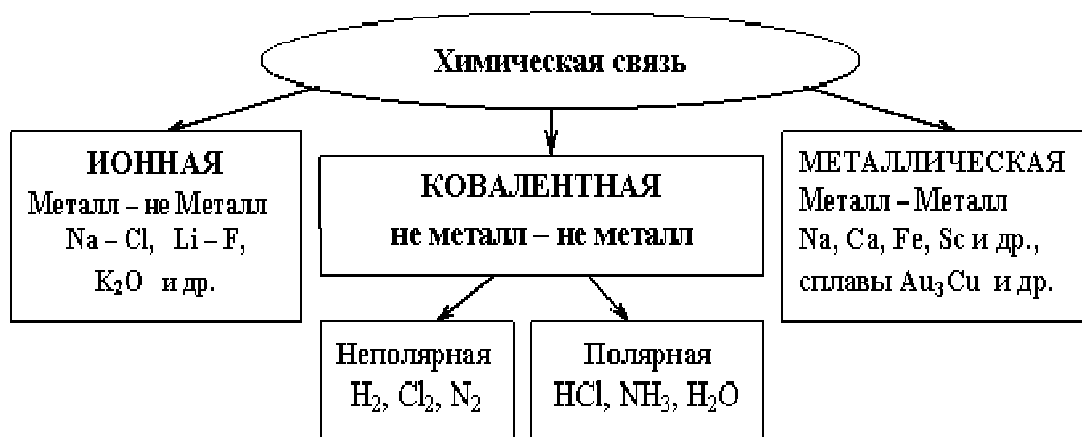 Химическая связь
ИОННАЯ
Металл – не Металл
Na – Cl, Li – F,
K₂O и др.
КОВАЛЕНТНАЯ
не металл – не металл
МЕТАЛЛИЧЕСКАЯ
Металл – Металл
Na, Ca, Fe, Sc и др.,
сплавы Au₃Cu и др.
Неполярная
H₂, Cl₂, N₂
Полярная
HCl, NH₃, H₂O